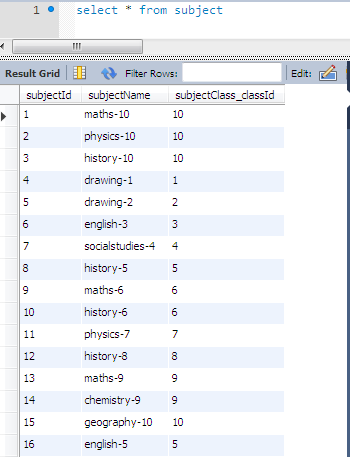 1 select * from subject
Result Grid Filter Rows: Edit:
subjectId subjectName subjectClass_classId
1 maths-10 10
2 physics-10 10
3 history-10 10
4 drawing-1 1
5 drawing-2 2
6 english-3 3
7 socialstudies-4 4
8 history-5 5
9 maths-6 6
10 history-6 6
11 physics-7 7
12 history-8 8
13 maths-9 9
14 chemistry-9 9
15 geography-10 10
16 english-5 5